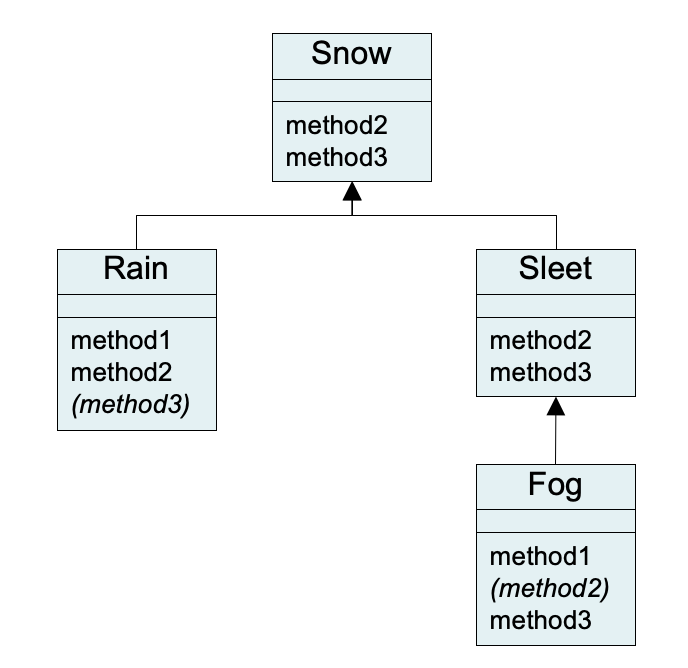 Snow
method2
method3
Rain
method1
method2
(method3)
Sleet
method2
method3
Fog
method1
(method2)
method3